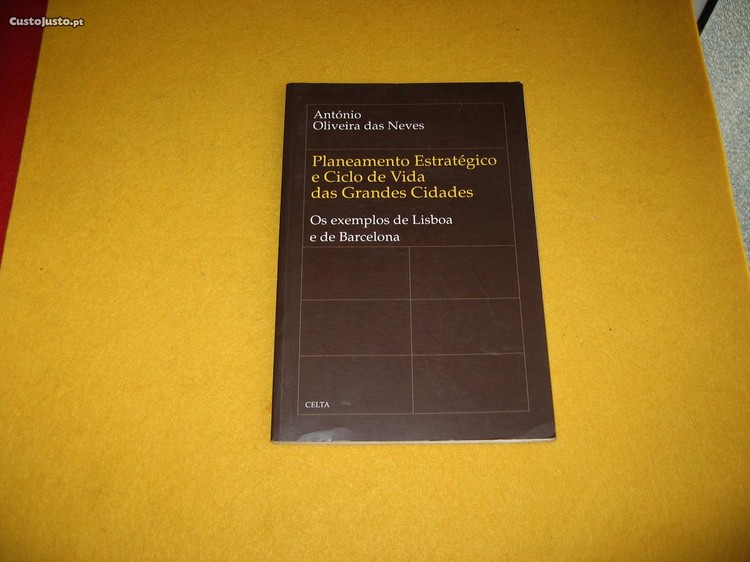 CustoJusto.pt
António
Oliveira das Neves
Planeamento Estratégico
e Ciclo de Vida
das Grandes Cidades
Os exemplos de Lisboa
e de Barcelona
CELTA